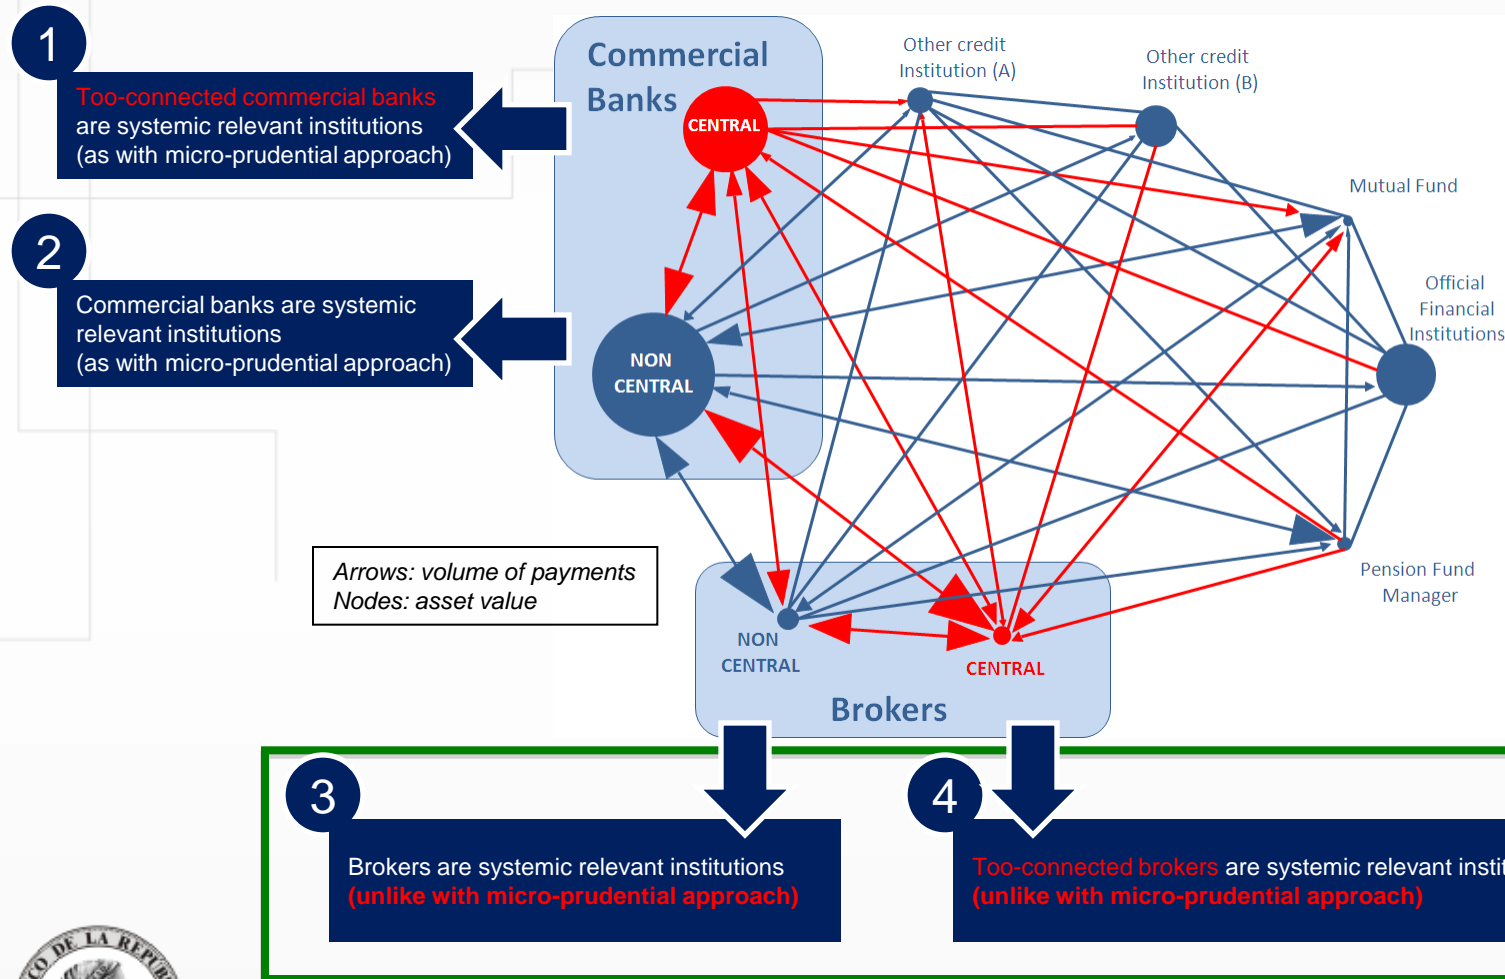 1
Too-connected commercial banks
are systemic relevant institutions
(as with micro-prudential approach)
2
Commercial banks are systemic
relevant institutions
(as with micro-prudential approach)
Commercial
Banks
CENTRAL
NON
CENTRAL
Other credit
Institution (A)
Other credit
Institution (B)
Mutual Fund
Official
Financial
Institutions
Pension Fund
Manager
Arrows: volume of payments
Nodes: asset value
NON
CENTRAL
CENTRAL
Brokers
3
Brokers are systemic relevant institutions
(unlike with micro-prudential approach)
4
Too-connected brokers are systemic relevant
(unlike with micro-prudential approach)
DE LA